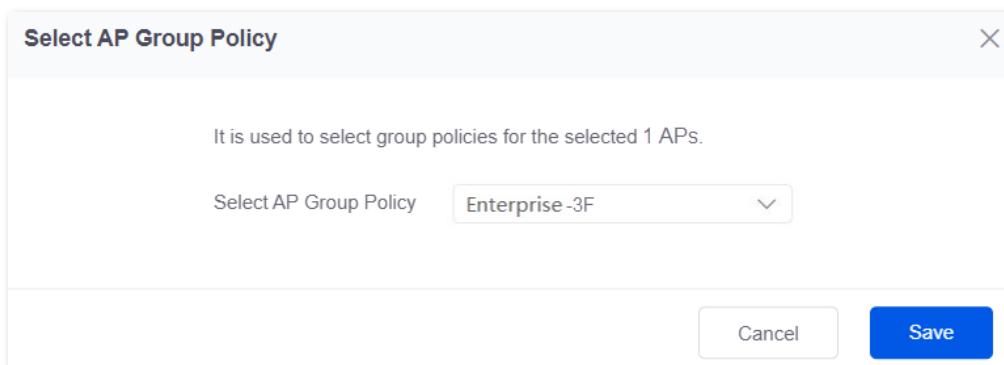 Select AP Group Policy
It is used to select group policies for the selected 1 APs.
Select AP Group Policy Enterprise-3F
Cancel Save